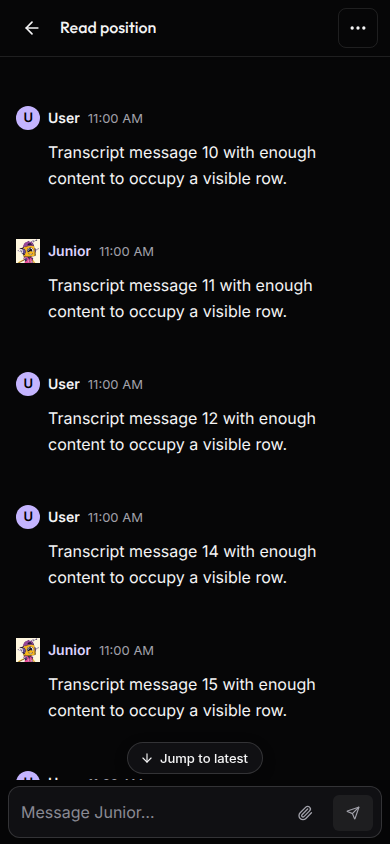 Read position
U User 11:00 AM
Transcript message 10 with enough
content to occupy a visible row.
Junior 11:00 AM
Transcript message 11 with enough
content to occupy a visible row.
U User 11:00 AM
Transcript message 12 with enough
content to occupy a visible row.
U User 11:00 AM
Transcript message 14 with enough
content to occupy a visible row.
Junior 11:00 AM
Transcript message 15 with enough
content to occupy a visible row.
Jump to latest
Message Junior...